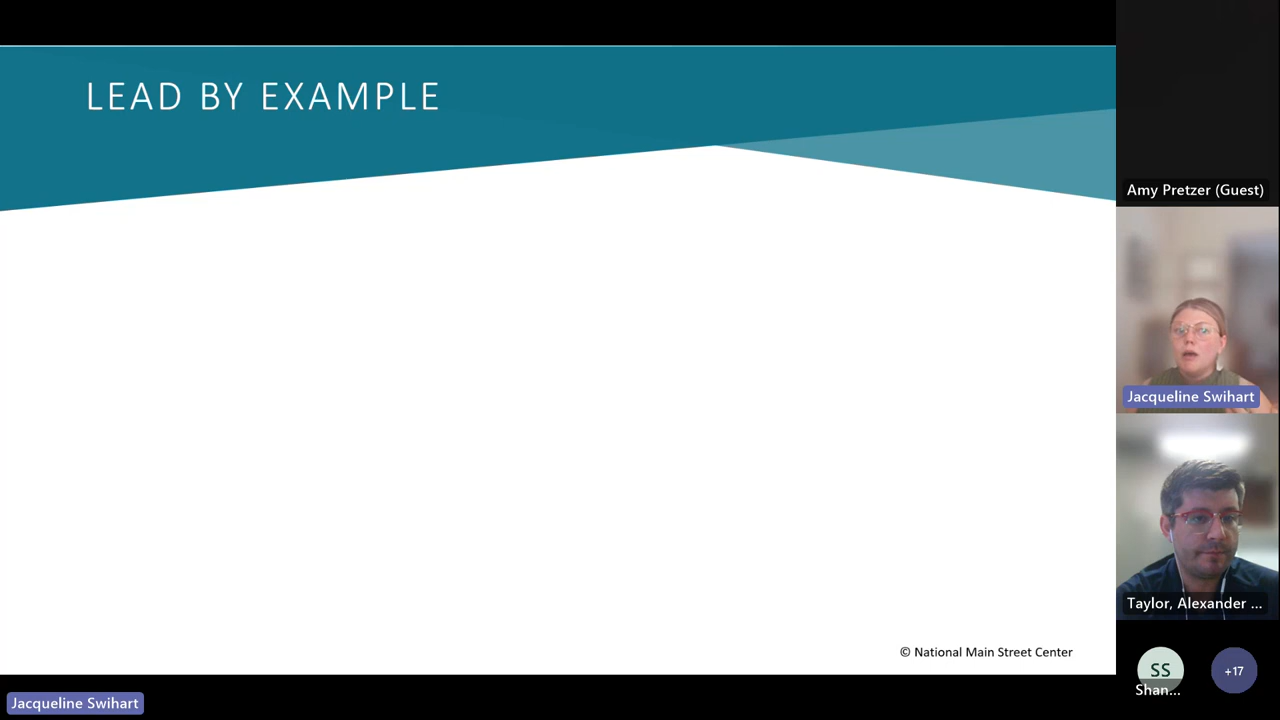 LEAD BY EXAMPLE
© National Main Street Center
Jacqueline Swihart
Amy Pretzer (Guest)
Jacqueline Swihart
Taylor, Alexander ...
SS
Shan...
+17